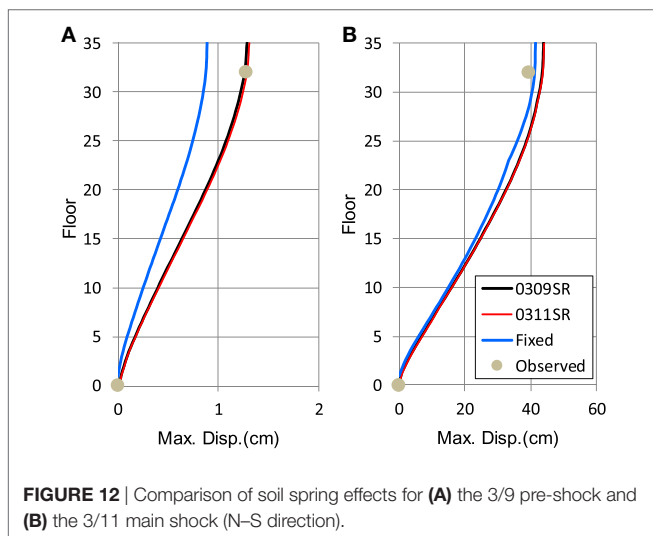 A
35
30
25
20
15
10
5
0
Floor
0
1
2
Max. Disp.(cm)
B
35
30
25
20
15
10
5
0
Floor
0
20
40
60
Max. Disp.(cm)
0309SR
0311SR
Fixed
Observed
FIGURE 12 | Comparison of soil spring effects for (A) the 3/9 pre-shock and
(B) the 3/11 main shock (N–S direction).